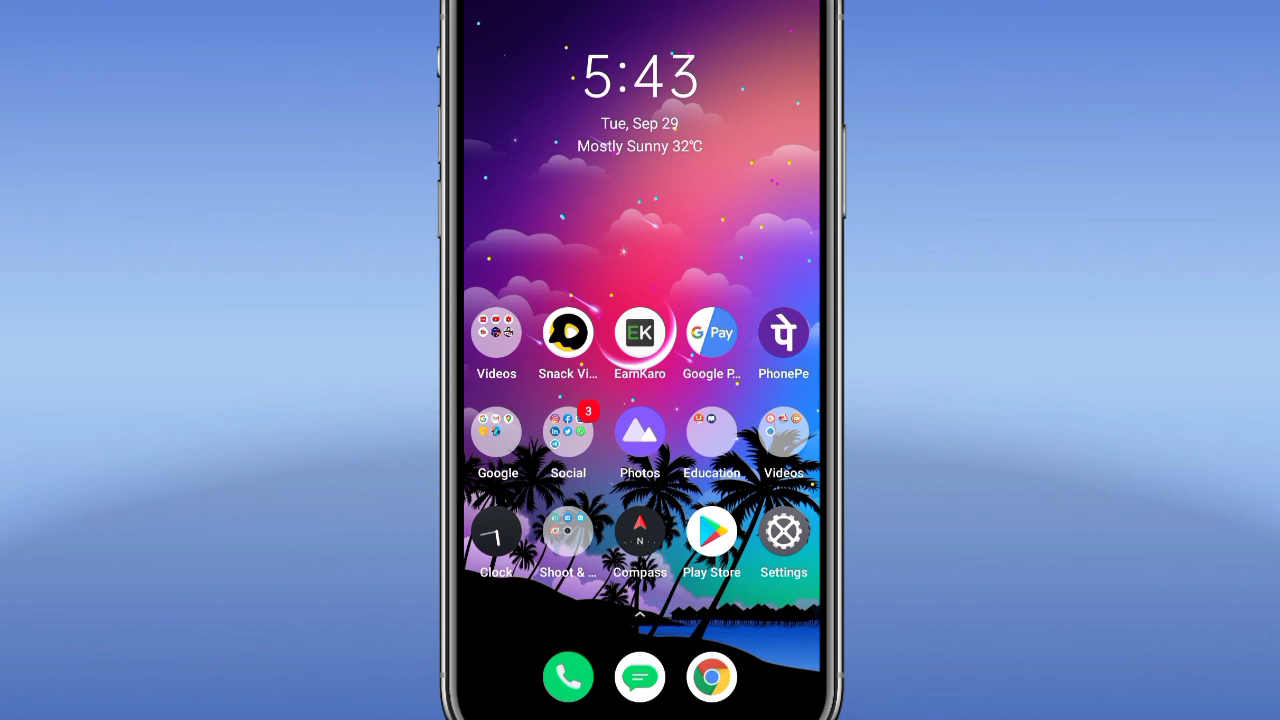 5:43
Tue, Sep 29
Mostly Sunny 32℃
EK
G Pay
पे
Videos
Snack Vi...
EarnKaro
Google P...
PhonePe
3
Google
Social
Photos
Education
Videos
N
Clock
Shoot & ...
Compass
Play Store
Settings